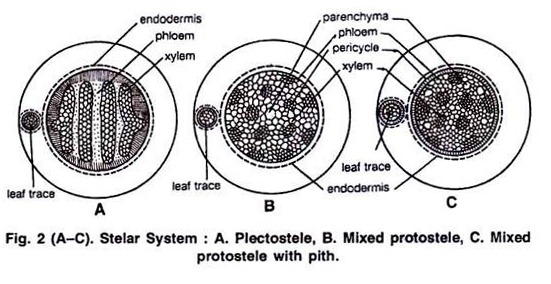 endodermis
phloem
xylem
leaf trace
A
parenchyma
phloem
pericycle
xylem
leaf trace
B
leaf trace
endodermis
C
Fig. 2 (A–C). Stelar System : A. Plectostele, B. Mixed protostele, C. Mixed
protostele with pith.